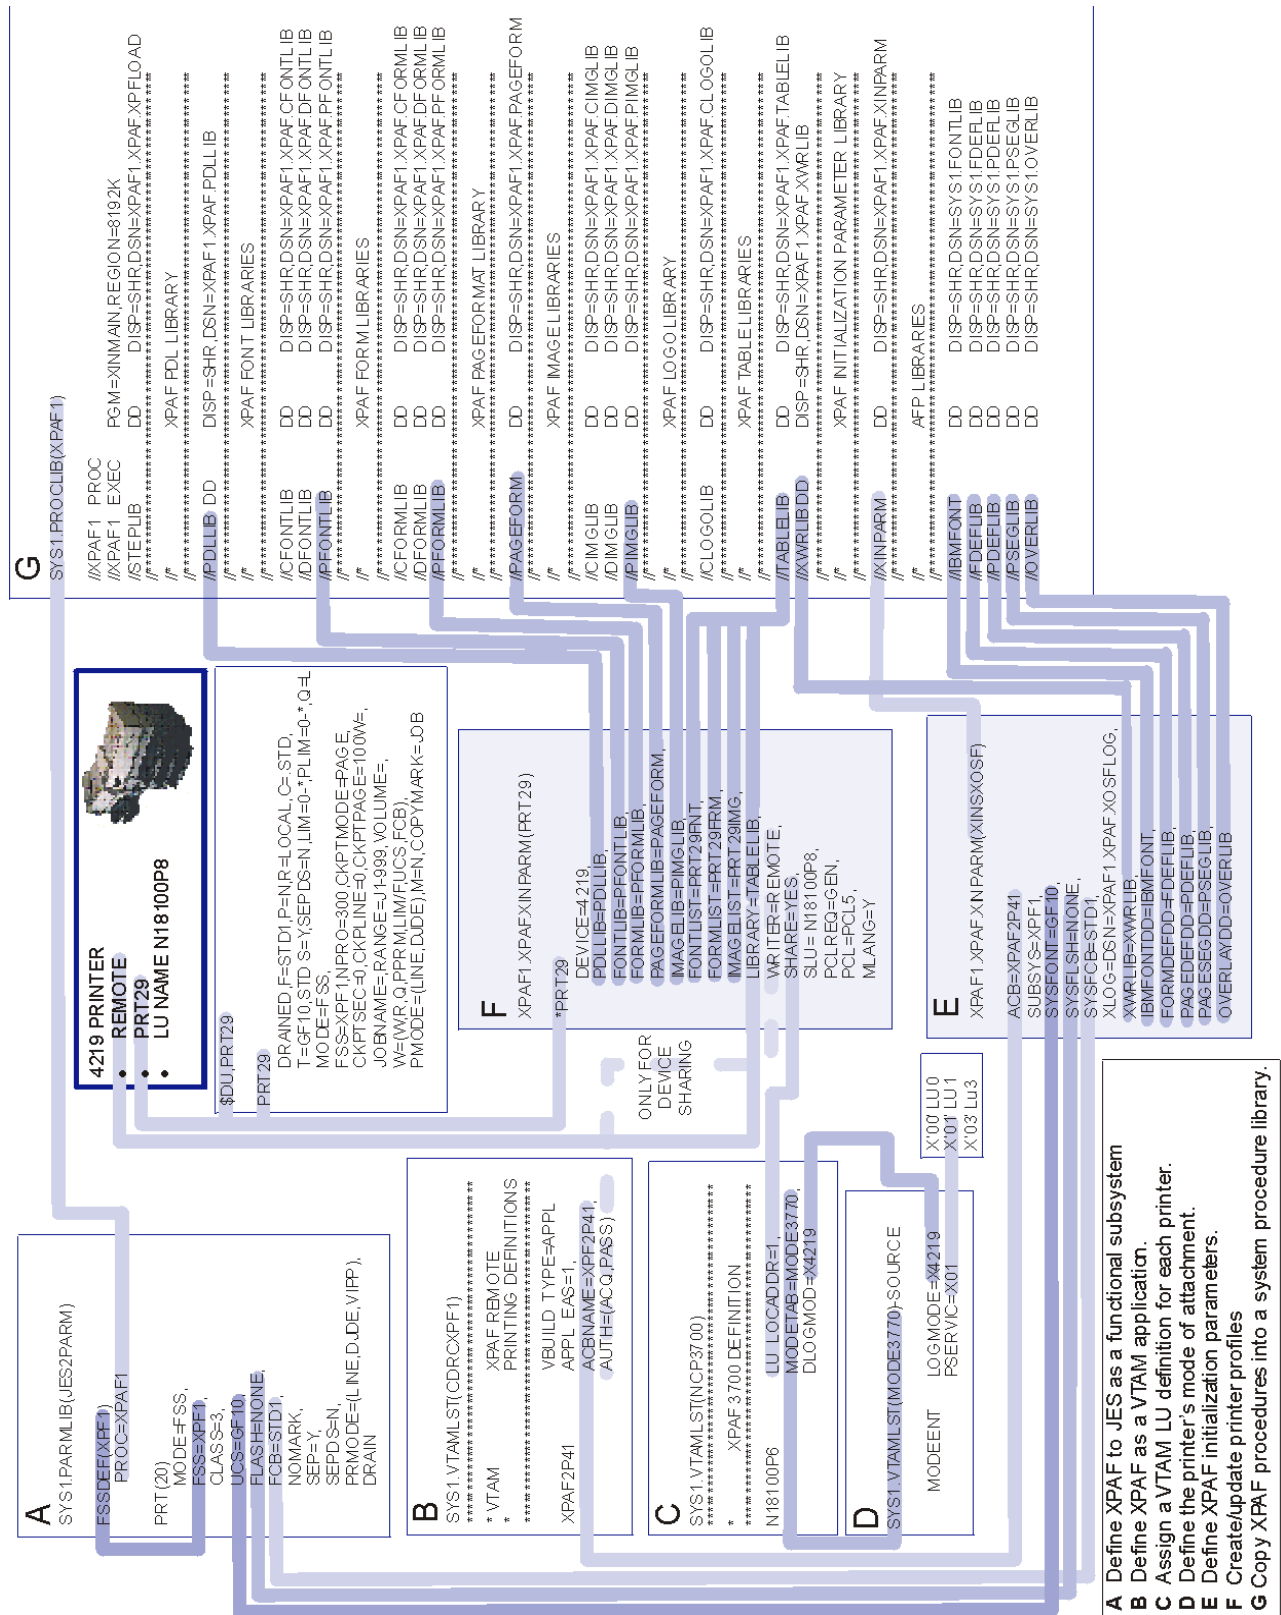 A
SYS1.PARMLIB(JES2PARM)
FSSDEF(XPF1)
PROC=XPAF1
PRT(20)
MODE=FSS,
FSS=XPF1,
CLASS=3,
UCS=GF10,
FLASH=NONE,
FCB=STD1,
NOMARK,
SEP=Y,
SEPDS=N,
PRMODE=(LINE,DJDE,VIPP),
DRAIN
B
SYS1.VTAMLST(CDRCXPF1)
* VTAM XPAF REMOTE
* PRINTING DEFINITIONS
VBUILD TYPE=APPL
XPAF2P41 APPL EAS=1,
ACBNAME=XPF2P41,
AUTH=(ACQ,PASS)
C
SYS1.VTAMLST(NCP3700)
* XPAF 3700 DEFINITION
N18100P6 LU LOCADDR=1,
MODETAB=MODE3770,
DLOGMOD=X4219
D
SYS1.VTAMLST(MODE3770)-SOURCE
MODEENT LOGMODE=X4219
PSERVIC=X01
X'00' LU0
X'01' LU1
X'03' Lu3
4219 PRINTER
• REMOTE
• PRT29
• LU NAME N18100P8
$DU,PRT29
PRT29
DRAINED,F=STD1,P=N,R=LOCAL,C=.STD,
T=GF10,STD S=Y,SEPDS=N,LIM=0-*,PLIM=0-*,Q=L
MODE=FSS,
FSS=XPF1,NPRO=300,CKPTMODE=PAGE,
CKPTSEC=0,CKPLINE=0,CKPTPAGE=100W=,
JOBNAME=,RANGE=J1-999,VOLUME=,
W=(W,R,Q,PPR,M,LIM/F,UCS,FCB),
PMODE=(LINE,DJDE),M=N,COPYMARK=JOB
ONLY FOR
DEVICE
SHARING
F
XPAF1.XPAF.XINPARM(PRT29)
*PRT29
DEVICE=4219,
PDLLIB=PDLLIB,
FONTLIB=PFONTLIB,
FORMLIB=PFORMLIB,
PAGEFORMLIB=PAGEFORM,
IMAGELIB=PIMGLIB,
FONTLIST=PRT29FNT,
FORMLIST=PRT29FRM,
IMAGELIST=PRT29IMG,
LIBRARY=TABLELIB,
WRITER=REMOTE,
SHARE=YES,
SLU= N18100P8,
PCLREQ=GEN,
PCL=PCL5,
MLANG=Y
E
XPAF1.XPAF.XINPARM(XINSXOSF)
ACB=XPAF2P41
SUBSYS=XPF1,
SYSFONT=GF10,
SYSFLSH=NONE,
SYSFCB=STD1,
XLOG=DSN=XPAF1.XPAF.XOSFLOG,
XWRLIB=XWRLIB,
IBMFONTDD=IBMFONT,
FORMDEFDD=FDEFLIB,
PAGEDEFDD=PDEFLIB,
PAGESEGDD=PSEGLIB,
OVERLAYDD=OVERLIB
G
SYS1.PROCLIB(XPAF1)
//XPAF1 PROC
//XPAF1 EXEC PGM=XINMAIN,REGION=8192K
//STEPLIB DD DISP=SHR,DSN=XPAF1.XPAF.XPFLOAD
//* XPAF PDL LIBRARY
//PDLLIB DD DISP=SHR,DSN=XPAF1.XPAF.PDLLIB
//* XPAF FONT LIBRARIES
//CFONTLIB DD DISP=SHR,DSN=XPAF1.XPAF.CFONTLIB
//DFONTLIB DD DISP=SHR,DSN=XPAF1.XPAF.DFONTLIB
//PFONTLIB DD DISP=SHR,DSN=XPAF1.XPAF.PFONTLIB
//* XPAF FORM LIBRARIES
//CFORMLIB DD DISP=SHR,DSN=XPAF1.XPAF.CFORMLIB
//DFORMLIB DD DISP=SHR,DSN=XPAF1.XPAF.DFORMLIB
//PFORMLIB DD DISP=SHR,DSN=XPAF1.XPAF.PFORMLIB
//* XPAF PAGEFORMAT LIBRARY
//PAGEFORM DD DISP=SHR,DSN=XPAF1.XPAF.PAGEFORM
//* XPAF IMAGE LIBRARIES
//CIMGLIB DD DISP=SHR,DSN=XPAF1.XPAF.CIMGLIB
//DIMGLIB DD DISP=SHR,DSN=XPAF1.XPAF.DIMGLIB
//PIMGLIB DD DISP=SHR,DSN=XPAF1.XPAF.PIMGLIB
//* XPAF LOGO LIBRARY
//CLOGOLIB DD DISP=SHR,DSN=XPAF1.XPAF.CLOGOLIB
//* XPAF TABLE LIBRARIES
//TABLELIB DD DISP=SHR,DSN=XPAF1.XPAF.TABLELIB
//XWRLIB DD DISP=SHR,DSN=XPAF1.XPAF.XWRLIB
//* XPAF INITIALIZATION PARAMETER LIBRARY
//XINPARM DD DISP=SHR,DSN=XPAF1.XPAF.XINPARM
//* AFP LIBRARIES
//IBMFONT DD DISP=SHR,DSN=SYS1.FONTLIB
//FDEFLIB DD DISP=SHR,DSN=SYS1.FDEFLIB
//PDEFLIB DD DISP=SHR,DSN=SYS1.PDEFLIB
//PSEGLIB DD DISP=SHR,DSN=SYS1.PSEGLIB
//OVERLIB DD DISP=SHR,DSN=SYS1.OVERLIB
A Define XPAF to JES as a functional subsystem
B Define XPAF as a VTAM application.
C Assign a VTAM LU definition for each printer.
D Define the printer's mode of attachment.
E Define XPAF initialization parameters.
F Create/update printer profiles
G Copy XPAF procedures into a system procedure library.